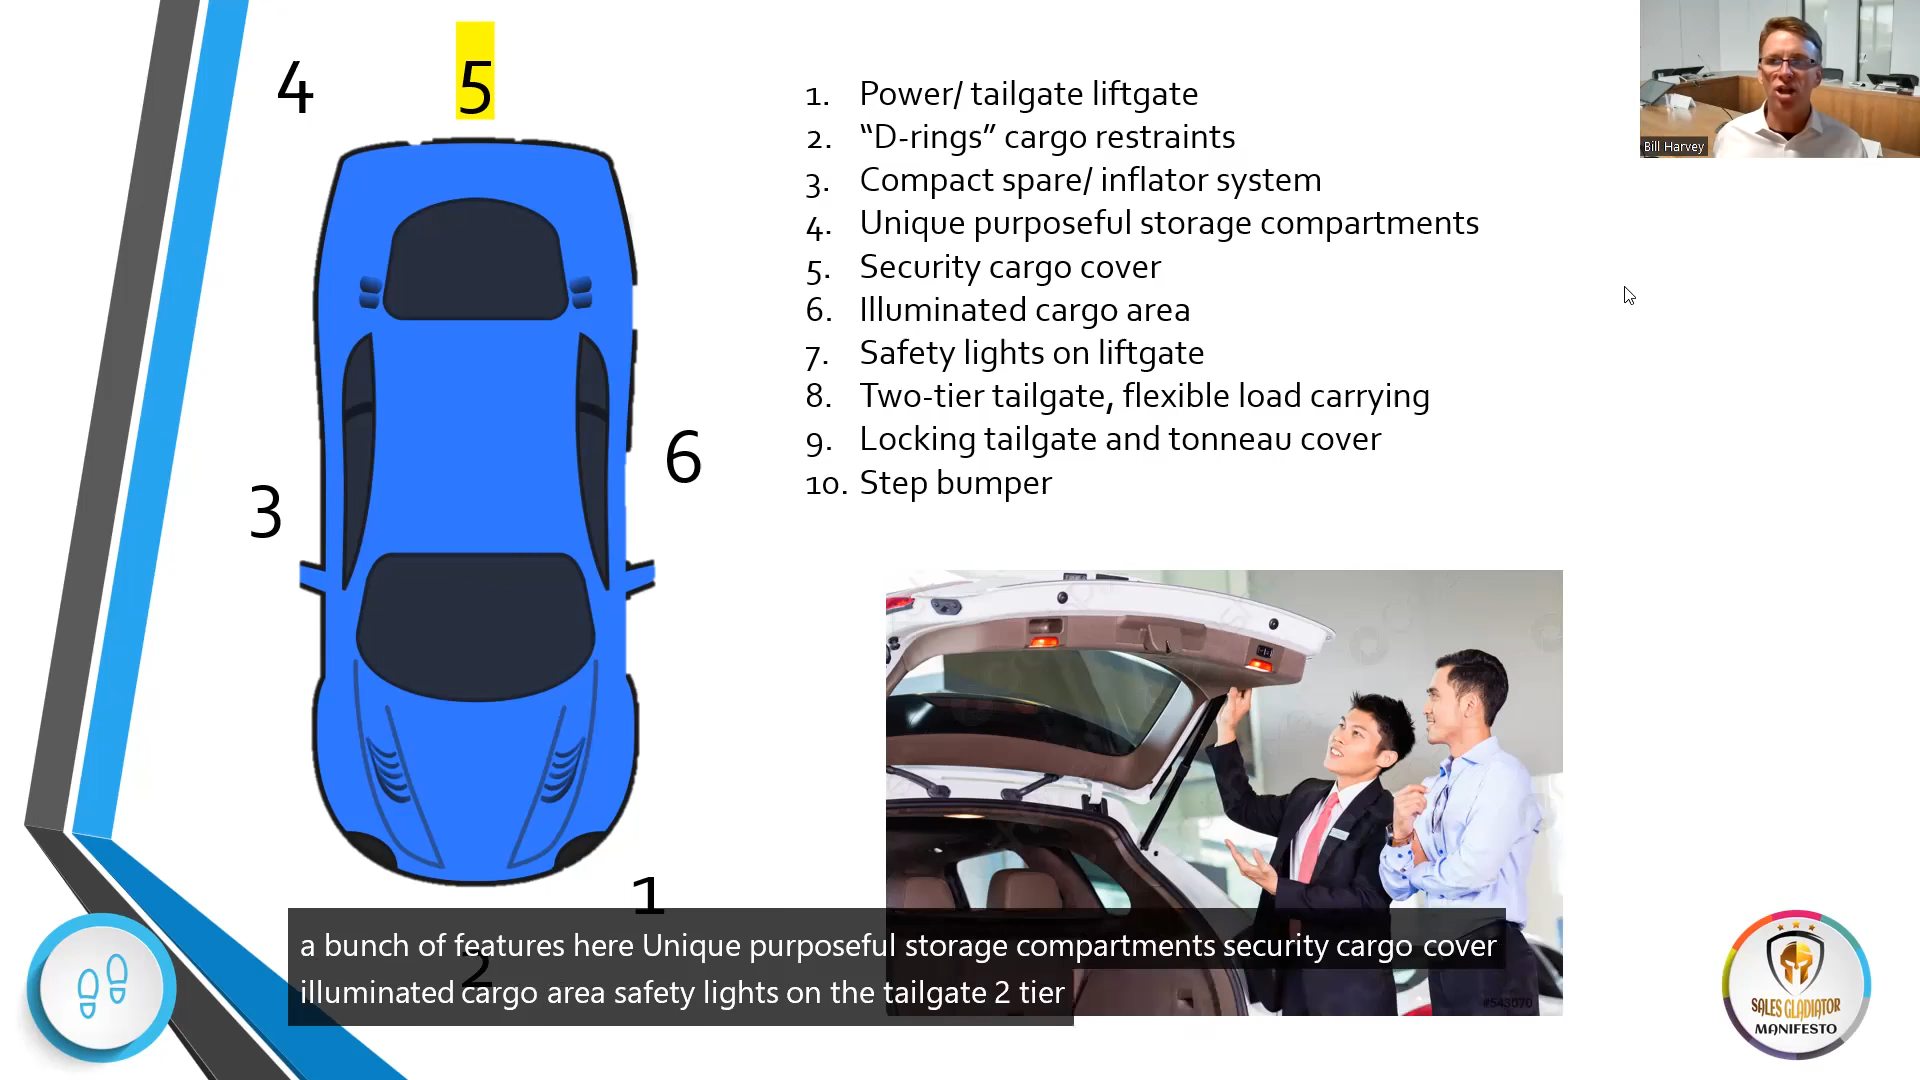 4
5
1. Power/ tailgate liftgate
2. “D-rings” cargo restraints
3. Compact spare/ inflator system
4. Unique purposeful storage compartments
5. Security cargo cover
6. Illuminated cargo area
7. Safety lights on liftgate
8. Two-tier tailgate, flexible load carrying
9. Locking tailgate and tonneau cover
10. Step bumper
Bill Harvey
6
3
1
2
a bunch of features here Unique purposeful storage compartments security cargo cover
illuminated cargo area safety lights on the tailgate 2 tier
#543070
SALES GLADIATOR
MANIFESTO